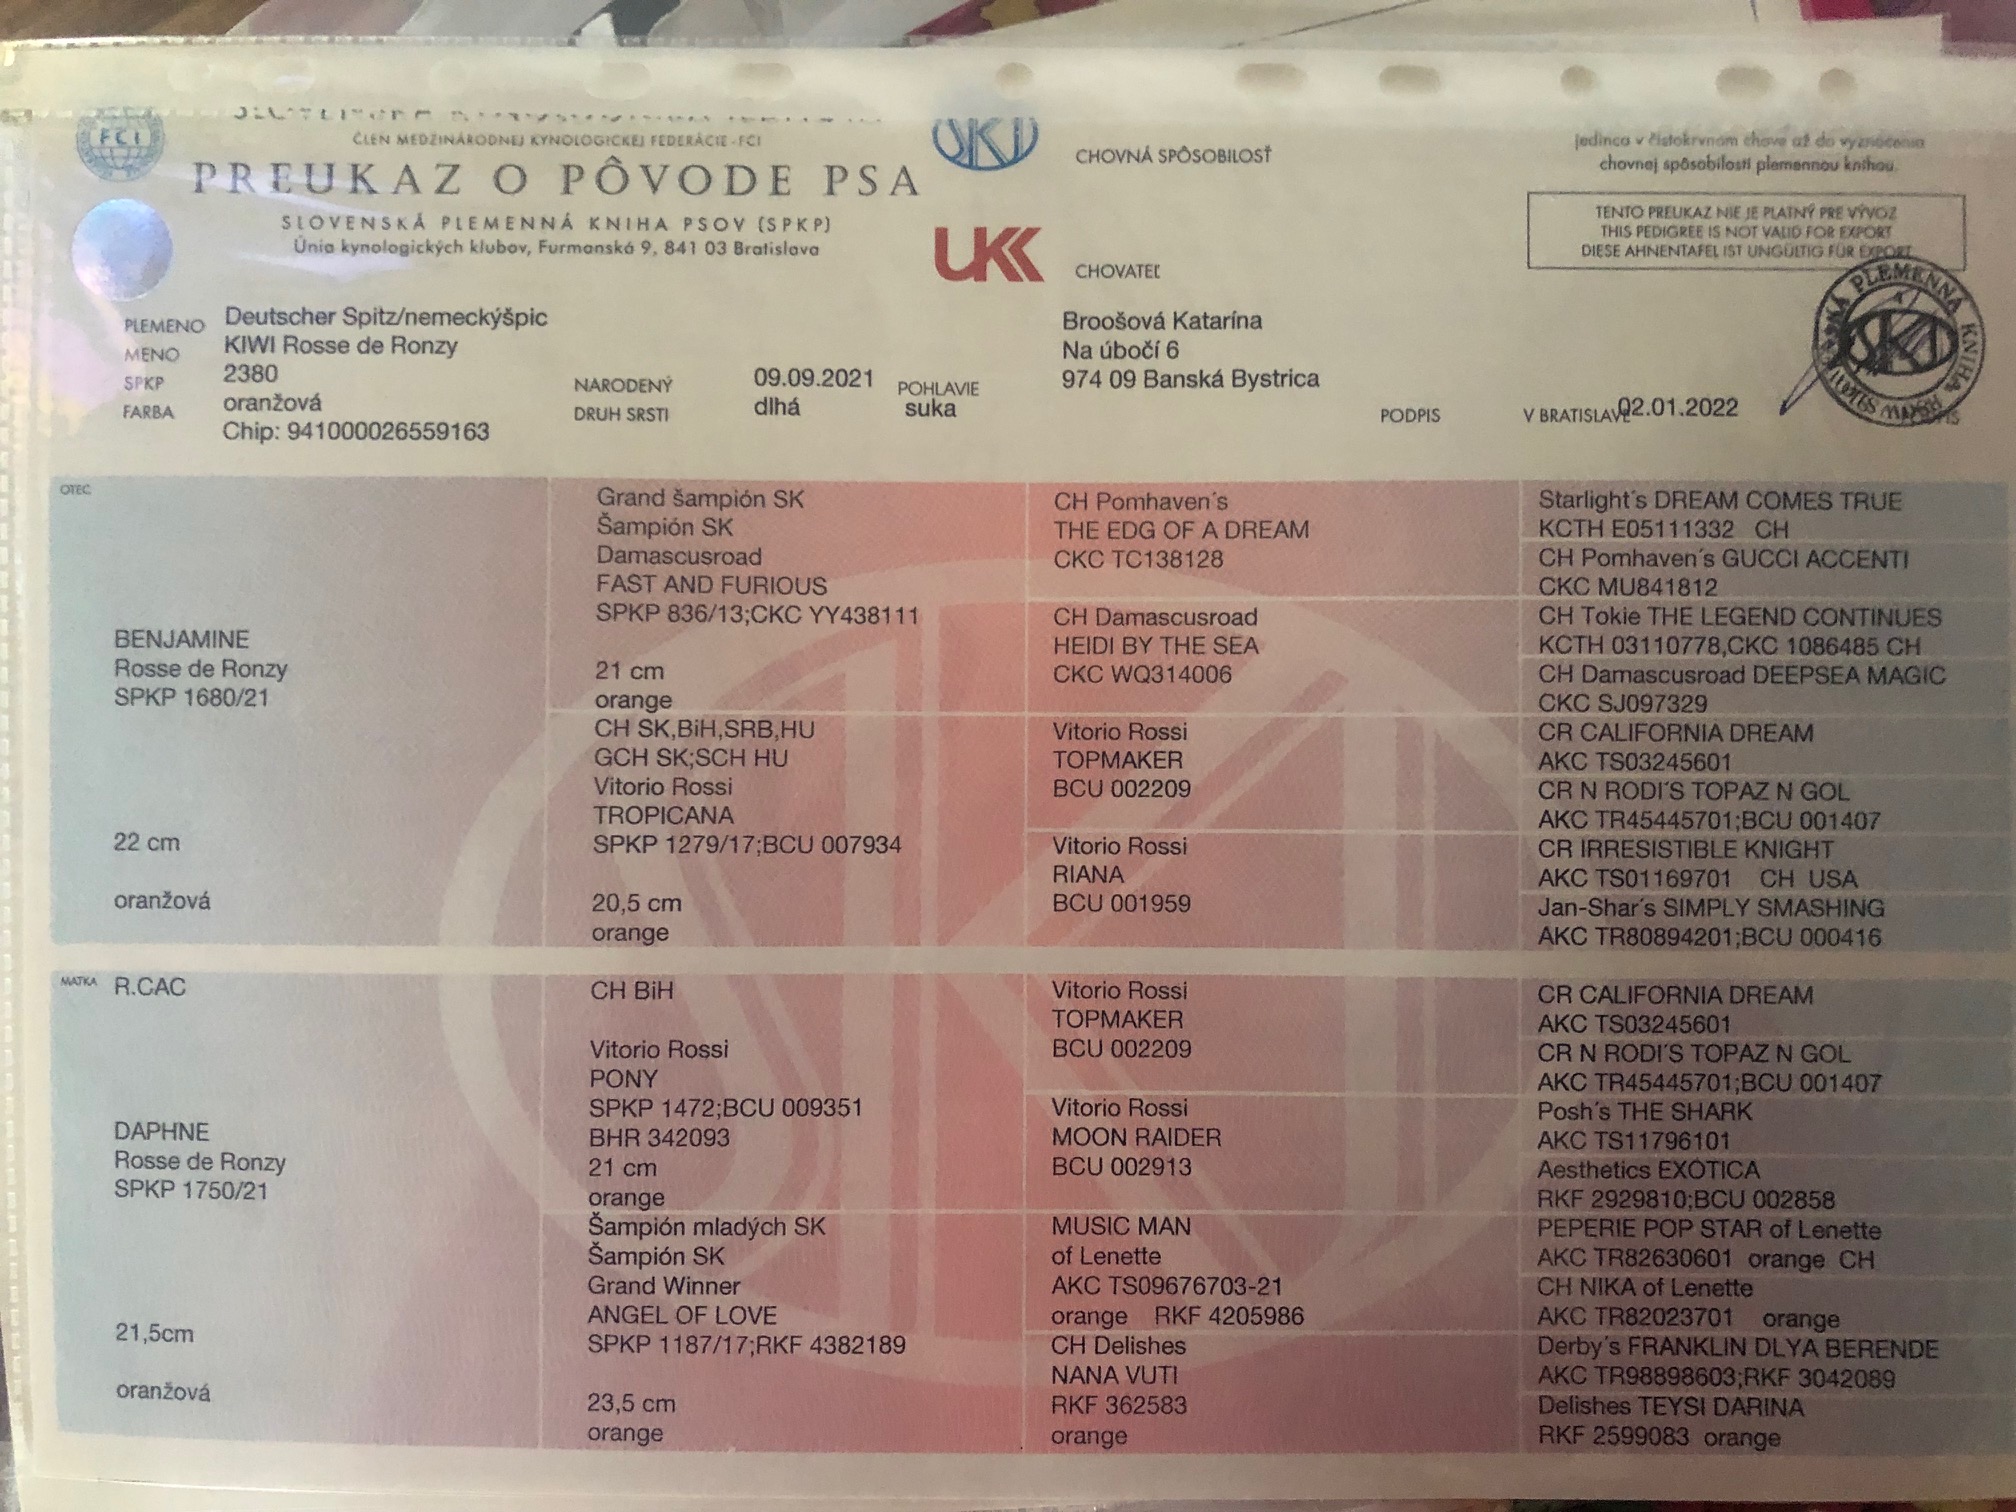 FCI
ČLEN MEDZINÁRODNEJ KYNOLOGICKEJ FEDERÁCIE-FCI
PREUKAZ O PÔVODE PSA
SLOVENSKÁ PLEMENNÁ KNIHA PSOV (SPKP)
Únia kynologických klubov, Furmanská 9, 841 03 Bratislava
SKJ
UKK
CHOVNÁ SPÔSOBILOSŤ
CHOVATEĽ
jedinca v čistokrvnom chove až do vyznačenia
chovnej spôsobilosti plemennou knihou.
TENTO PREUKAZ NIE JE PLATNÝ PRE VÝVOZ
THIS PEDIGREE IS NOT VALID FOR EXPORT
DIESE AHNENTAFEL IST UNGÜLTIG FÜR EXPORT
PLEMENO Deutscher Spitz/nemeckýšpic
MENO KIWI Rosse de Ronzy
SPKP 2380
FARBA oranžová
Chip: 941000026559163
NARODENÝ 09.09.2021 POHLAVIE
DRUH SRSTI dlhá suka
Broošová Katarína
Na úbočí 6
974 09 Banská Bystrica
PODPIS
V BRATISLAVE 02.01.2022
PLEMENNÁ KNIHA
SKJ
OTEC
BENJAMINE
Rosse de Ronzy
SPKP 1680/21
22 cm
oranžová
Grand šampión SK
Šampión SK
Damascusroad
FAST AND FURIOUS
SPKP 836/13;CKC YY438111
21 cm
orange
CH SK,BiH,SRB,HU
GCH SK;SCH HU
Vitorio Rossi
TROPICANA
SPKP 1279/17;BCU 007934
20,5 cm
orange
CH Pomhaven´s
THE EDG OF A DREAM
CKC TC138128
CH Damascusroad
HEIDI BY THE SEA
CKC WQ314006
Vitorio Rossi
TOPMAKER
BCU 002209
Vitorio Rossi
RIANA
BCU 001959
Starlight´s DREAM COMES TRUE
KCTH E05111332 CH
CH Pomhaven´s GUCCI ACCENTI
CKC MU841812
CH Tokie THE LEGEND CONTINUES
KCTH 03110778,CKC 1086485 CH
CH Damascusroad DEEPSEA MAGIC
CKC SJ097329
CR CALIFORNIA DREAM
AKC TS03245601
CR N RODI´S TOPAZ N GOL
AKC TR45445701;BCU 001407
CR IRRESISTIBLE KNIGHT
AKC TS01169701 CH USA
Jan-Shar´s SIMPLY SMASHING
AKC TR80894201;BCU 000416
MATKA R.CAC
DAPHNE
Rosse de Ronzy
SPKP 1750/21
21,5cm
oranžová
CH BiH
Vitorio Rossi
PONY
SPKP 1472;BCU 009351
BHR 342093
21 cm
orange
Šampión mladých SK
Šampión SK
Grand Winner
ANGEL OF LOVE
SPKP 1187/17;RKF 4382189
23,5 cm
orange
Vitorio Rossi
TOPMAKER
BCU 002209
Vitorio Rossi
MOON RAIDER
BCU 002913
MUSIC MAN
of Lenette
AKC TS09676703-21
orange RKF 4205986
CH Delishes
NANA VUTI
RKF 362583
orange
CR CALIFORNIA DREAM
AKC TS03245601
CR N RODI´S TOPAZ N GOL
AKC TR45445701;BCU 001407
Posh´s THE SHARK
AKC TS11796101
Aesthetics EXOTICA
RKF 2929810;BCU 002858
PEPERIE POP STAR of Lenette
AKC TR82630601 orange CH
CH NIKA of Lenette
AKC TR82023701 orange
Derby´s FRANKLIN DLYA BERENDE
AKC TR98898603;RKF 3042089
Delishes TEYSI DARINA
RKF 2599083 orange